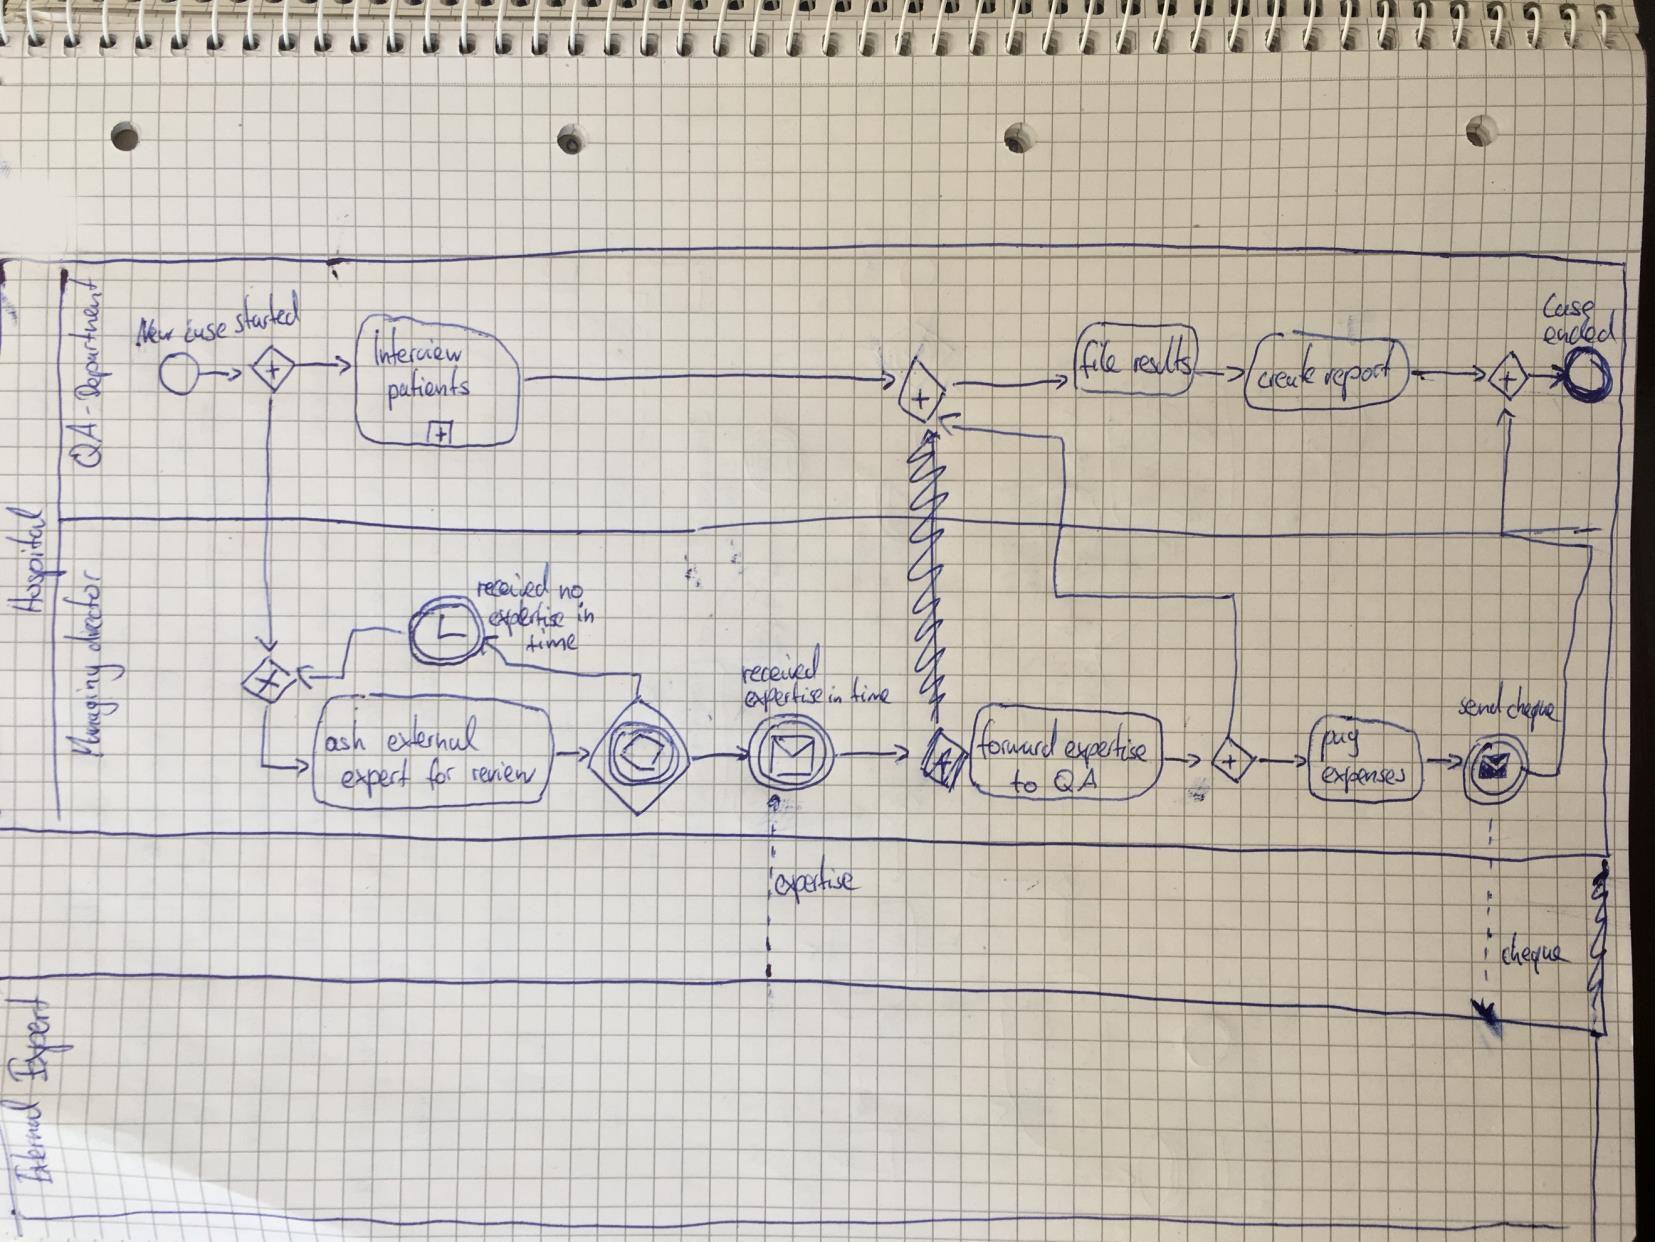 Hospital
QA-Department
New case started
Interview
patients
file results
create report
Case
ended
Managing director
received no
expertise in
time
ask external
expert for review
received
expertise in time
forward expertise
to QA
pay
expenses
send cheque
expertise
cheque
External Expert